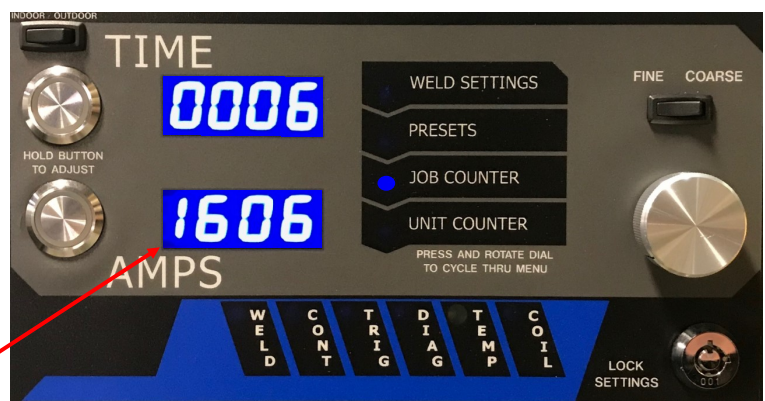 INDOOR / OUTDOOR
TIME
0006
HOLD BUTTON
TO ADJUST
1606
AMPS
WELD SETTINGS
PRESETS
JOB COUNTER
UNIT COUNTER
PRESS AND ROTATE DIAL
TO CYCLE THRU MENU
FINE COARSE
WELD
CONT
TRIG
DIAG
TEMP
COIL
LOCK
SETTINGS
001